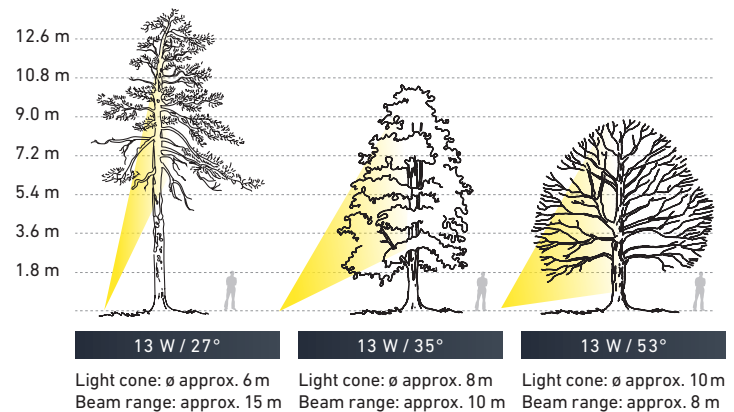 12.6 m
10.8 m
9.0 m
7.2 m
5.4 m
3.6 m
1.8 m
13 W / 27°
13 W / 35°
13 W / 53°
Light cone: ø approx. 6 m
Beam range: approx. 15 m
Light cone: ø approx. 8 m
Beam range: approx. 10 m
Light cone: ø approx. 10 m
Beam range: approx. 8 m